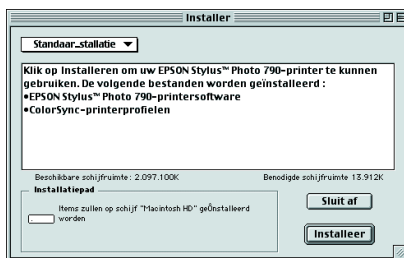 Installer
Standaar_stallatie
Klik op Installeren om uw EPSON Stylus™ Photo 790-printer te kunnen
gebruiken. De volgende bestanden worden geïnstalleerd :
•EPSON Stylus™ Photo 790-printersoftware
•ColorSync-printerprofielen
Beschikbare schijfruimte : 2.097.100K Benodigde schijfruimte 13.912K
Installatiepad
Items zullen op schijf "Macintosh HD" geÔnstalleerd
worden
Sluit af
Installeer